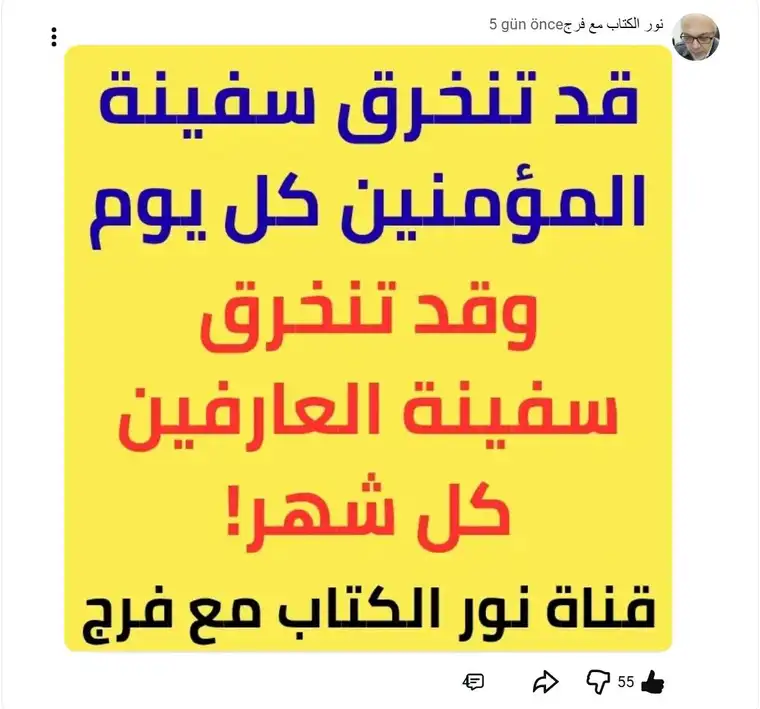 نور الكتاب مع فرج 5 gün önce
قد تنخرق سفينة
المؤمنين كل يوم
وقد تنخرق
سفينة العارفين
كل شهر!
قناة نور الكتاب مع فرج
55
4